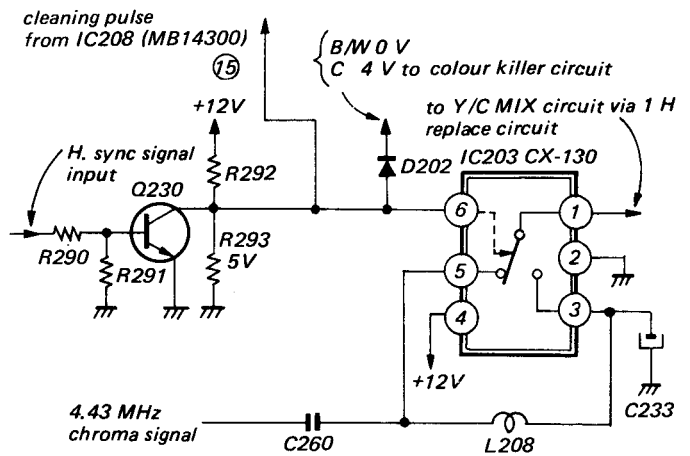 cleaning pulse
from IC208 (MB14300)
15
B/W 0 V
C 4 V to colour killer circuit
+12V
to Y/C MIX circuit via 1 H
replace circuit
H. sync signal
input
Q230
R292
D202
IC203 CX-130
6
1
R290
R291
R293
5V
5
2
4
3
+12V
C233
4.43 MHz
chroma signal
C260
L208